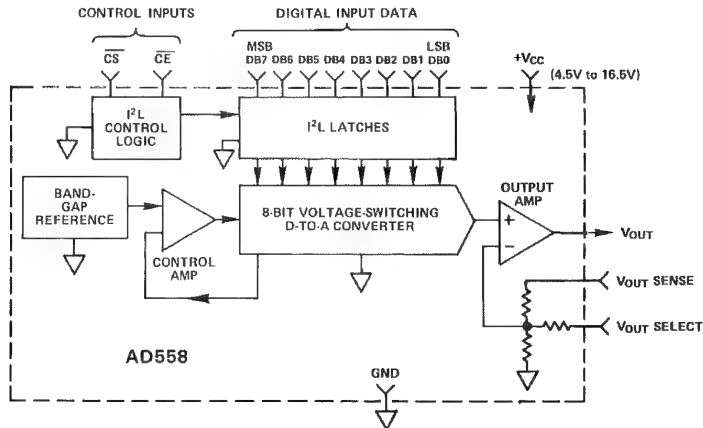 CONTROL INPUTS
DIGITAL INPUT DATA
CS
CE
MSB
LSB
DB7 DB6 DB5 DB4 DB3 DB2 DB1 DB0
+VCC
(4.5V to 16.5V)
I²L
CONTROL
LOGIC
I²L LATCHES
BAND-
GAP
REFERENCE
CONTROL
AMP
8-BIT VOLTAGE-SWITCHING
D-TO-A CONVERTER
OUTPUT
AMP
+
−
VOUT
VOUT SENSE
VOUT SELECT
AD558
GND